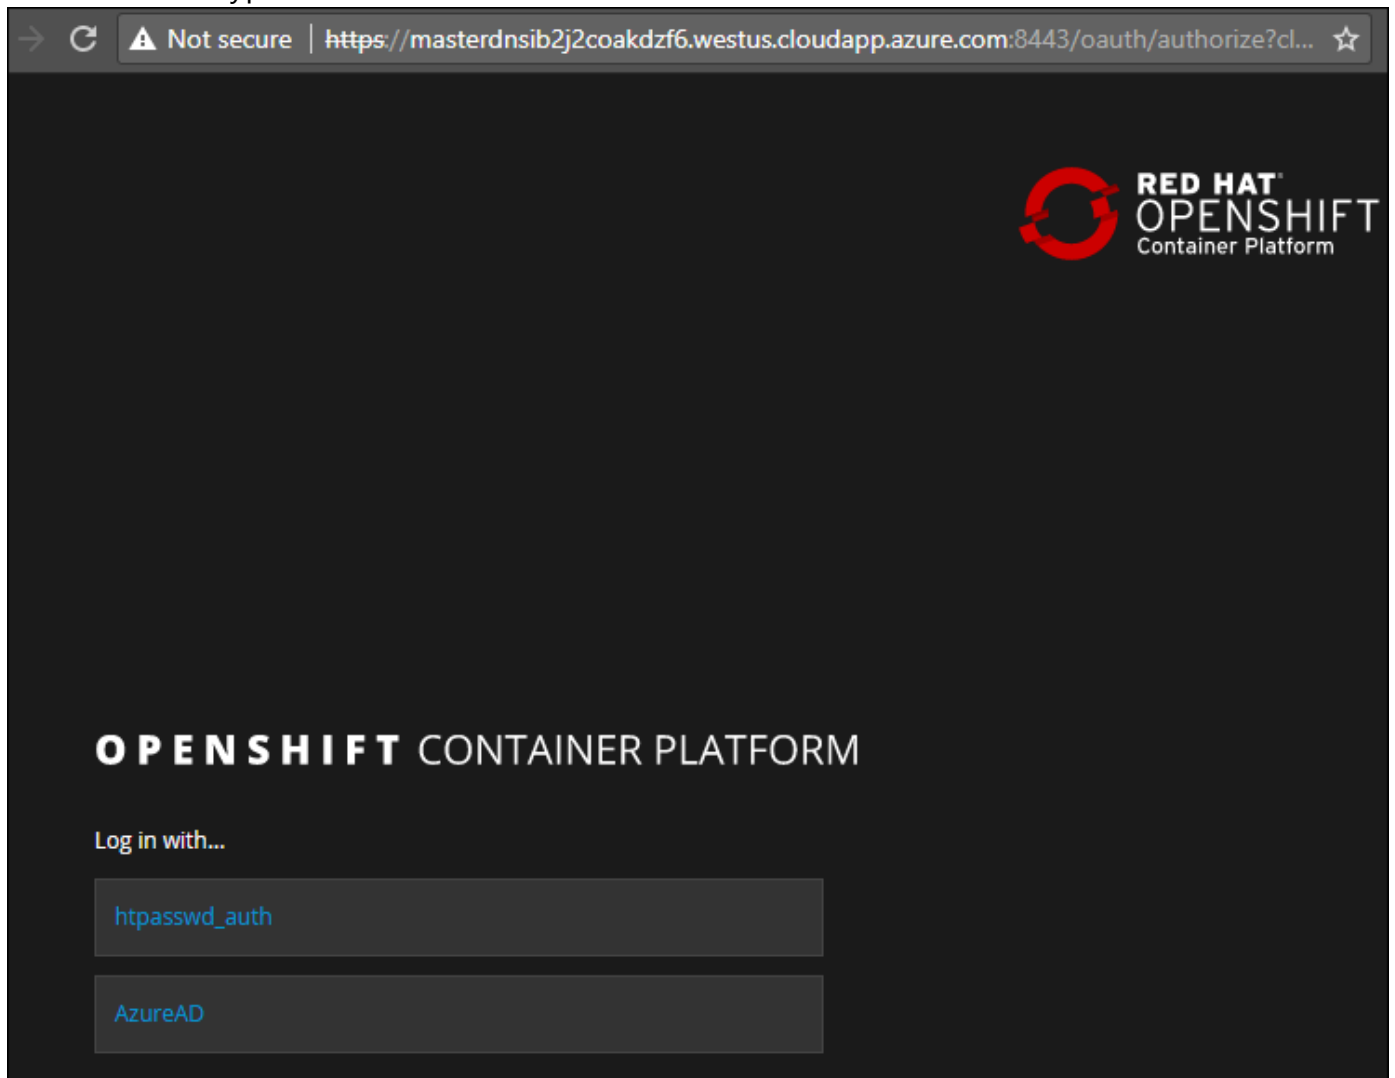 Not secure | https://masterdnsib2j2coakdzf6.westus.cloudapp.azure.com:8443/oauth/authorize?cl...
RED HAT
OPENSHIFT
Container Platform
OPENSHIFT CONTAINER PLATFORM
Log in with...
htpasswd_auth
AzureAD